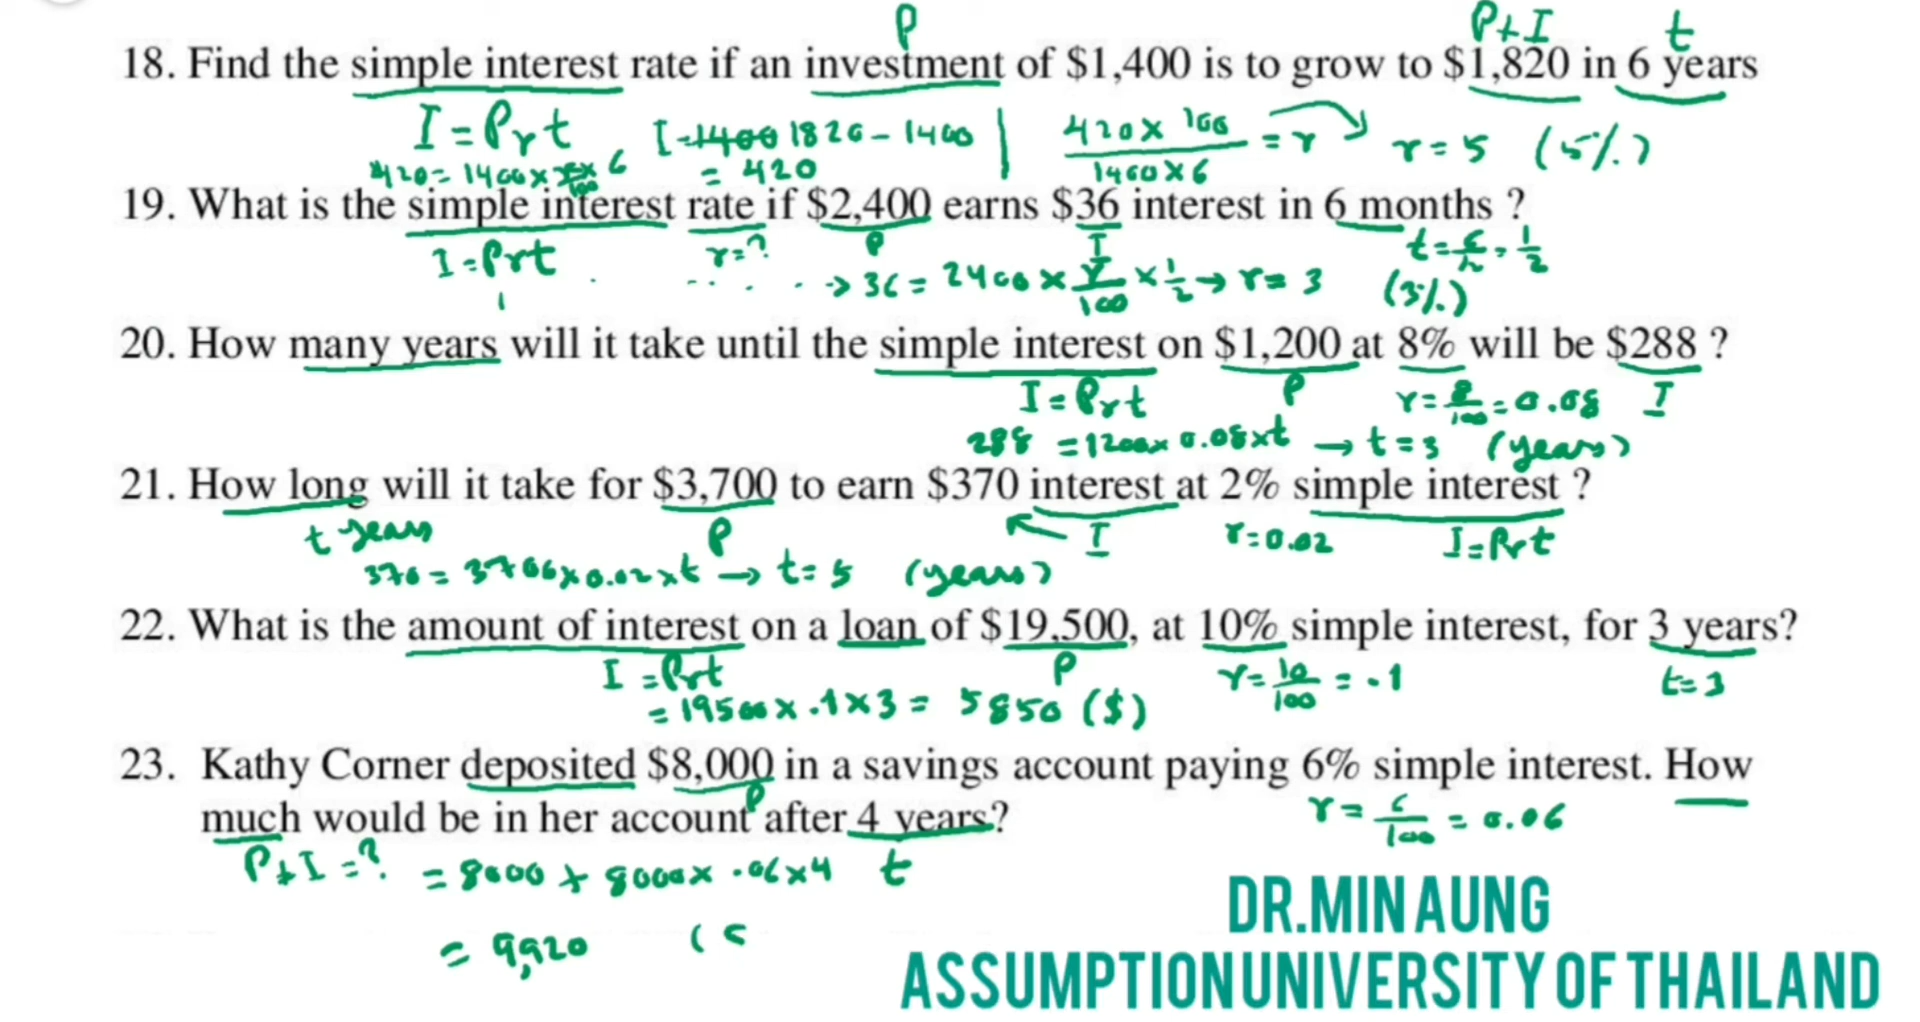 P P+I t
18. Find the simple interest rate if an investment of $1,400 is to grow to $1,820 in 6 years
I = Prt I = 1400 1820 - 1400 420 x 100 = r r = 5 (5%)
420 = 1400 x r/100 x 6 = 420 1400 x 6
19. What is the simple interest rate if $2,400 earns $36 interest in 6 months ?
I = Prt r = ? P I t = 6/12 = 1/2
→ 36 = 2400 x r/100 x 1/2 → r = 3 (3%)
20. How many years will it take until the simple interest on $1,200 at 8% will be $288 ?
I = Prt P r = 8/100 = 0.08 I
288 = 1200 x 0.08 x t → t = 3 (years)
21. How long will it take for $3,700 to earn $370 interest at 2% simple interest ?
t years P I r = 0.02 I = Prt
370 = 3700 x 0.02 x t → t = 5 (years)
22. What is the amount of interest on a loan of $19,500, at 10% simple interest, for 3 years?
I = Prt P r = 10/100 = .1 t = 3
= 19500 x .1 x 3 = 5850 ($)
23. Kathy Corner deposited $8,000 in a savings account paying 6% simple interest. How
P
much would be in her account after 4 years?
r = 6/100 = 0.06
P + I = ? = 8000 + 8000 x .06 x 4 t
= 9,920 (
DR.MIN AUNG
ASSUMPTION UNIVERSITY OF THAILAND